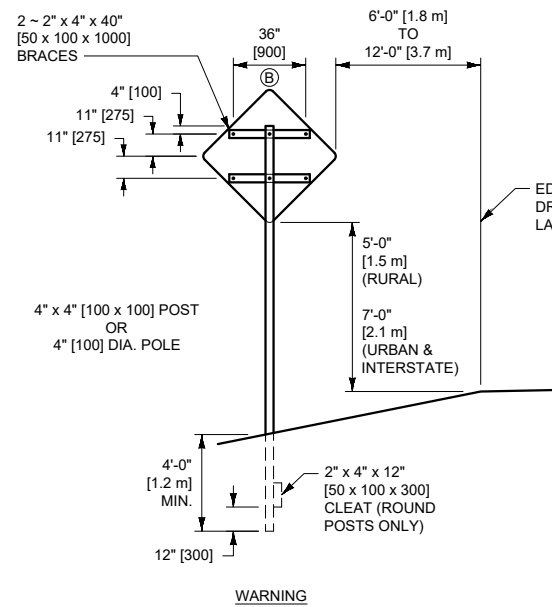 2 ~ 2" x 4" x 40"
[50 x 100 x 1000]
BRACES
36"
[900]
6'-0" [1.8 m]
TO
12'-0" [3.7 m]
B
4" [100]
11" [275]
11" [275]
ED
DR
LA
5'-0"
[1.5 m]
(RURAL)
7'-0"
[2.1 m]
(URBAN &
INTERSTATE)
4" x 4" [100 x 100] POST
OR
4" [100] DIA. POLE
4'-0"
[1.2 m]
MIN.
2" x 4" x 12"
[50 x 100 x 300]
CLEAT (ROUND
POSTS ONLY)
12" [300]
WARNING